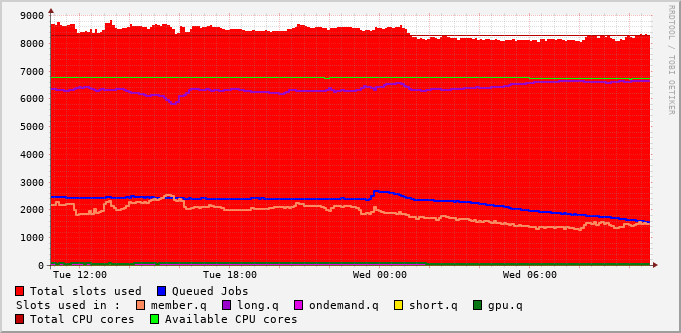 RRDTOOL / TOBI OETIKER
9000
8000
7000
6000
5000
4000
3000
2000
1000
0
Tue 12:00 Tue 18:00 Wed 00:00 Wed 06:00
Total slots used Queued Jobs
Slots used in : member.q long.q ondemand.q short.q gpu.q
Total CPU cores Available CPU cores